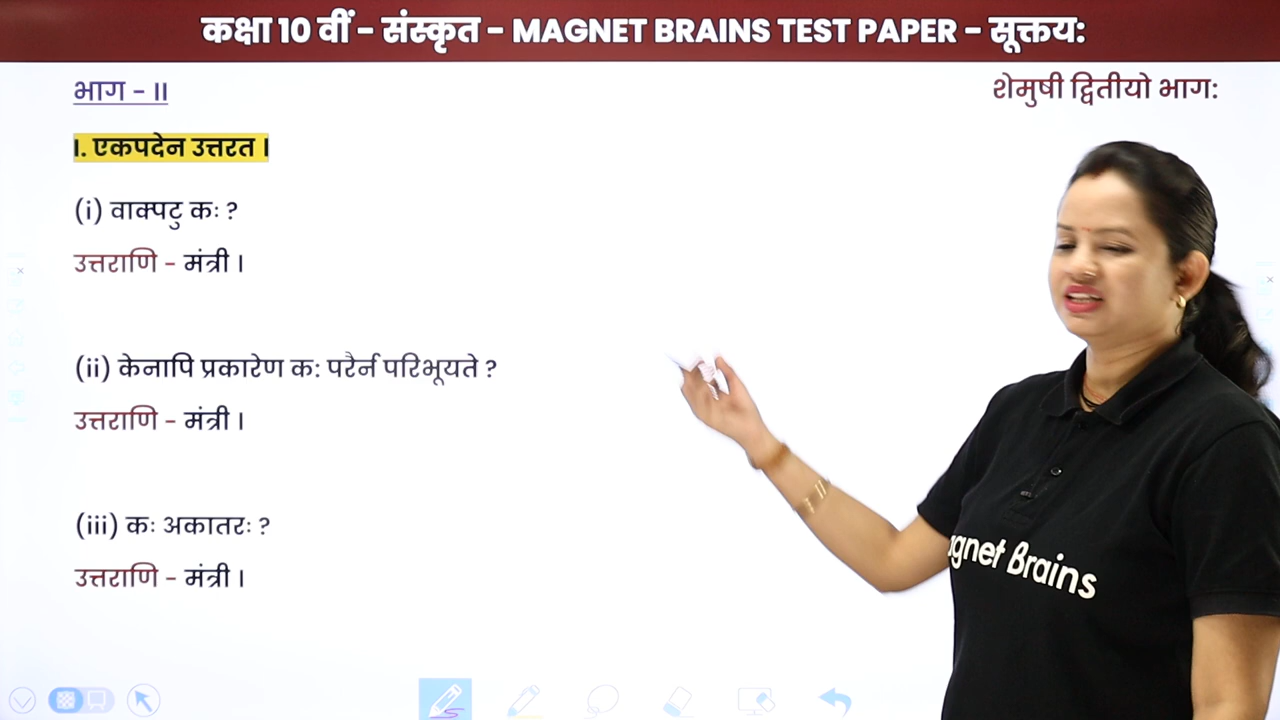 कक्षा 10 वीं - संस्कृत - MAGNET BRAINS TEST PAPER - सूक्तय:
भाग - II
शेमुषी द्वितीयो भाग:
I. एकपदेन उत्तरत ।
(i) वाक्पटु कः ?
उत्तराणि - मंत्री ।
(ii) केनापि प्रकारेण क: परैर्न परिभूयते ?
उत्तराणि - मंत्री ।
(iii) कः अकातरः ?
उत्तराणि - मंत्री ।
gnet Brains